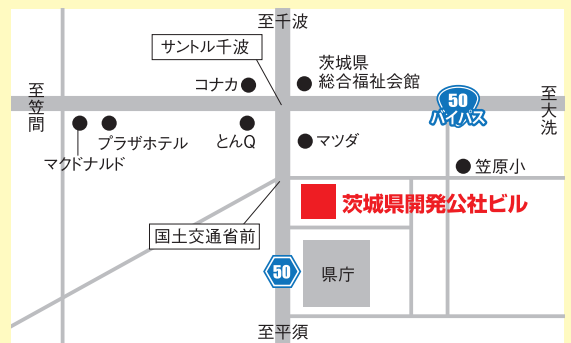 至千波
サントル千波
茨城県
総合福祉会館
コナカ
至笠間
50
バイパス
至大洗
マクドナルド
プラザホテル
とんQ
マツダ
笠原小
茨城県開発公社ビル
国土交通省前
50
県庁
至平須